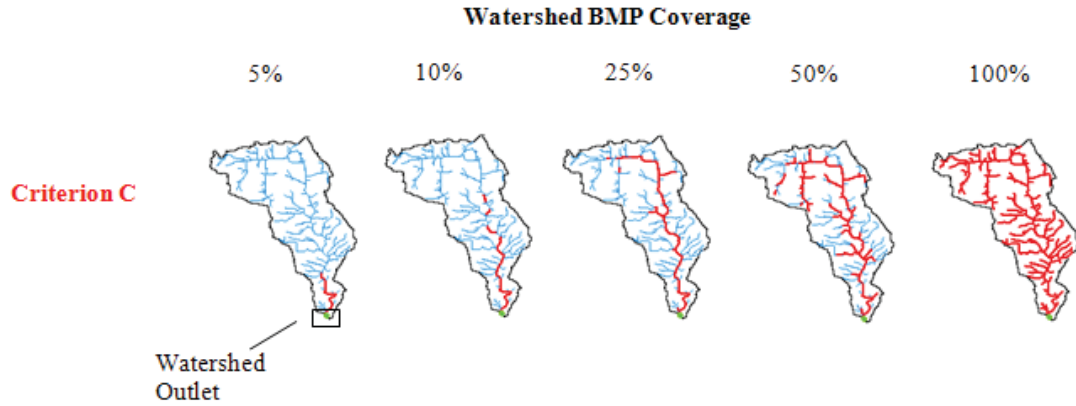 Watershed BMP Coverage
5%
10%
25%
50%
100%
Criterion C
Watershed
Outlet